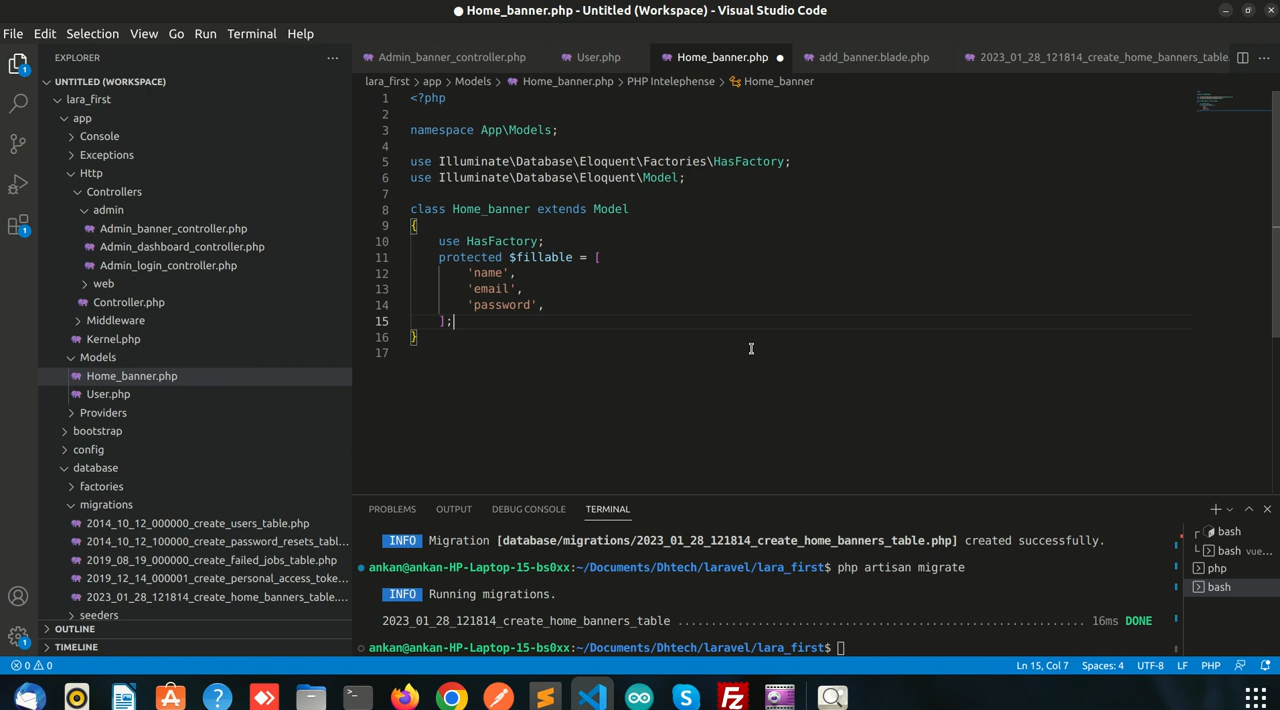 Home_banner.php - Untitled (Workspace) - Visual Studio Code
File Edit Selection View Go Run Terminal Help
EXPLORER
Admin_banner_controller.php User.php Home_banner.php add_banner.blade.php 2023_01_28_121814_create_home_banners_table.
lara_first > app > Models > Home_banner.php > PHP Intelephense > Home_banner
UNTITLED (WORKSPACE)
lara_first
app
Console
Exceptions
Http
Controllers
admin
Admin_banner_controller.php
Admin_dashboard_controller.php
Admin_login_controller.php
web
Controller.php
Middleware
Kernel.php
Models
Home_banner.php
User.php
Providers
bootstrap
config
database
factories
migrations
2014_10_12_000000_create_users_table.php
2014_10_12_100000_create_password_resets_tabl...
2019_08_19_000000_create_failed_jobs_table.php
2019_12_14_000001_create_personal_access_toke...
2023_01_28_121814_create_home_banners_table....
seeders
OUTLINE
TIMELINE
1 <?php
2
3 namespace App\Models;
4
5 use Illuminate\Database\Eloquent\Factories\HasFactory;
6 use Illuminate\Database\Eloquent\Model;
7
8 class Home_banner extends Model
9 {
10 use HasFactory;
11 protected $fillable = [
12 'name',
13 'email',
14 'password',
15 ];
16 }
17
PROBLEMS OUTPUT DEBUG CONSOLE TERMINAL
INFO Migration [database/migrations/2023_01_28_121814_create_home_banners_table.php] created successfully.
ankan@ankan-HP-Laptop-15-bs0xx:~/Documents/Dhtech/laravel/lara_first$ php artisan migrate
INFO Running migrations.
2023_01_28_121814_create_home_banners_table ................................................................ 16ms DONE
ankan@ankan-HP-Laptop-15-bs0xx:~/Documents/Dhtech/laravel/lara_first$
bash
bash vue...
php
bash
0 0
Ln 15, Col 7 Spaces: 4 UTF-8 LF PHP